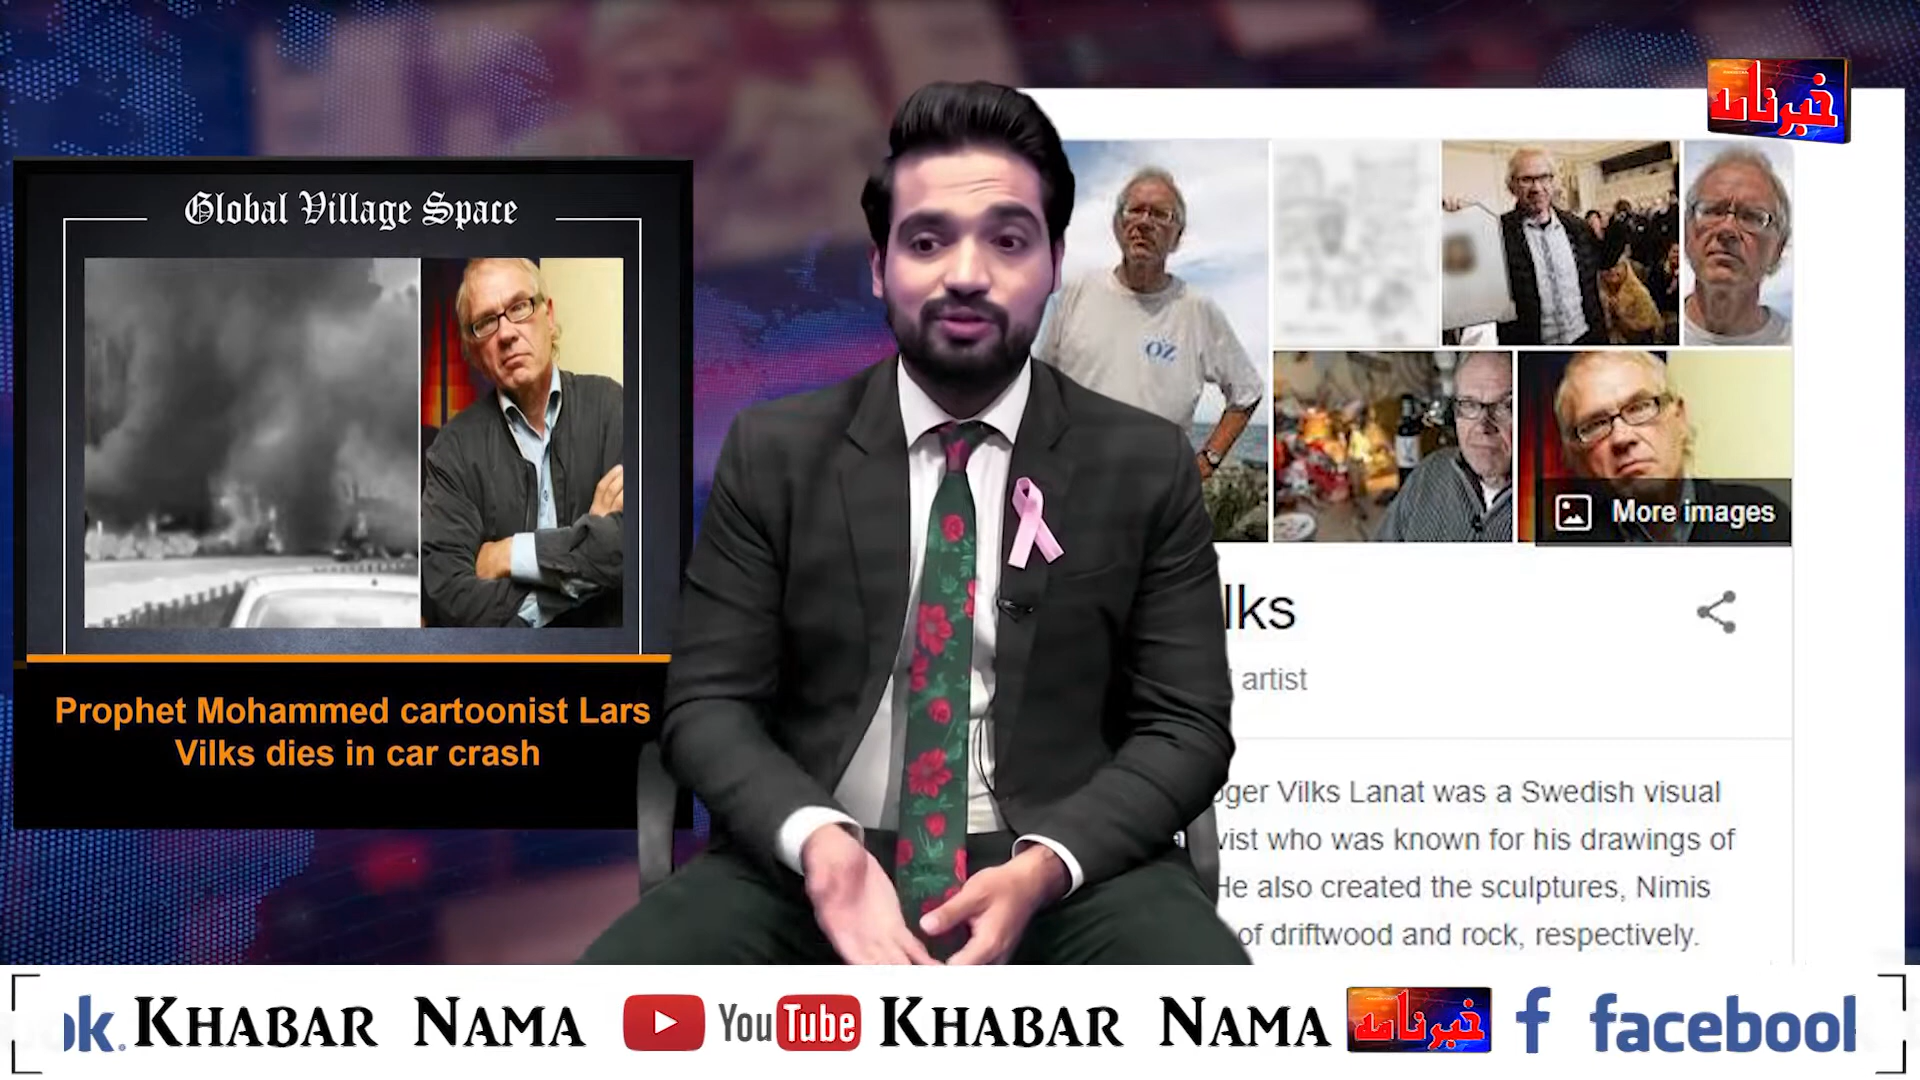 خبرنامہ
Global Village Space
Prophet Mohammed cartoonist Lars
Vilks dies in car crash
OZ
More images
lks
artist
ger Vilks Lanat was a Swedish visual
vist who was known for his drawings of
He also created the sculptures, Nimis
of driftwood and rock, respectively.
ok. KHABAR NAMA YouTube KHABAR NAMA خبرنامہ f facebook